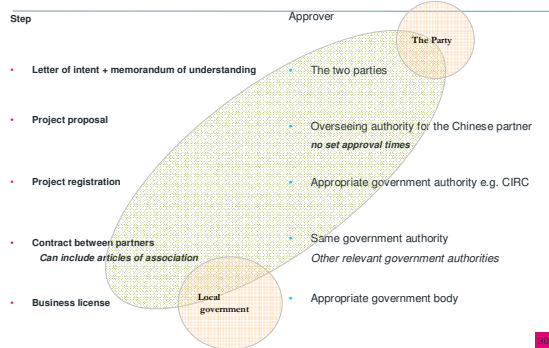 Step
Approver
The Party
• Letter of intent + memorandum of understanding
• The two parties
• Project proposal
• Overseeing authority for the Chinese partner
no set approval times
• Project registration
• Appropriate government authority e.g. CIRC
• Contract between partners
Can include articles of association
• Same government authority
Other relevant government authorities
• Business license
Local
government
• Appropriate government body
30